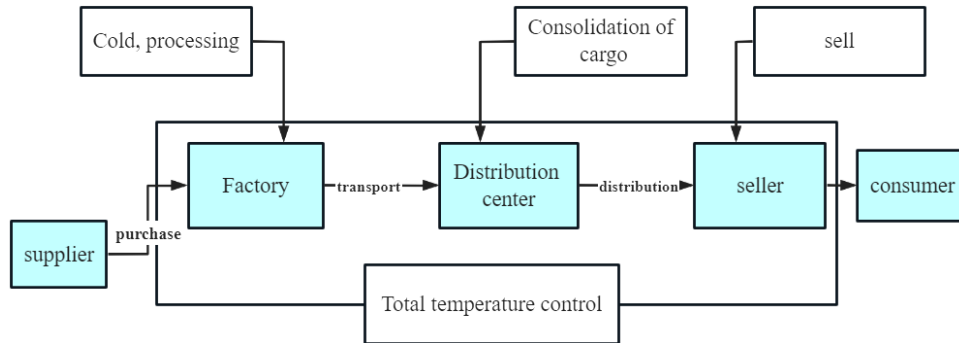 Cold, processing
Consolidation of
cargo
sell
Factory
transport
Distribution
center
distribution
seller
consumer
purchase
supplier
Total temperature control